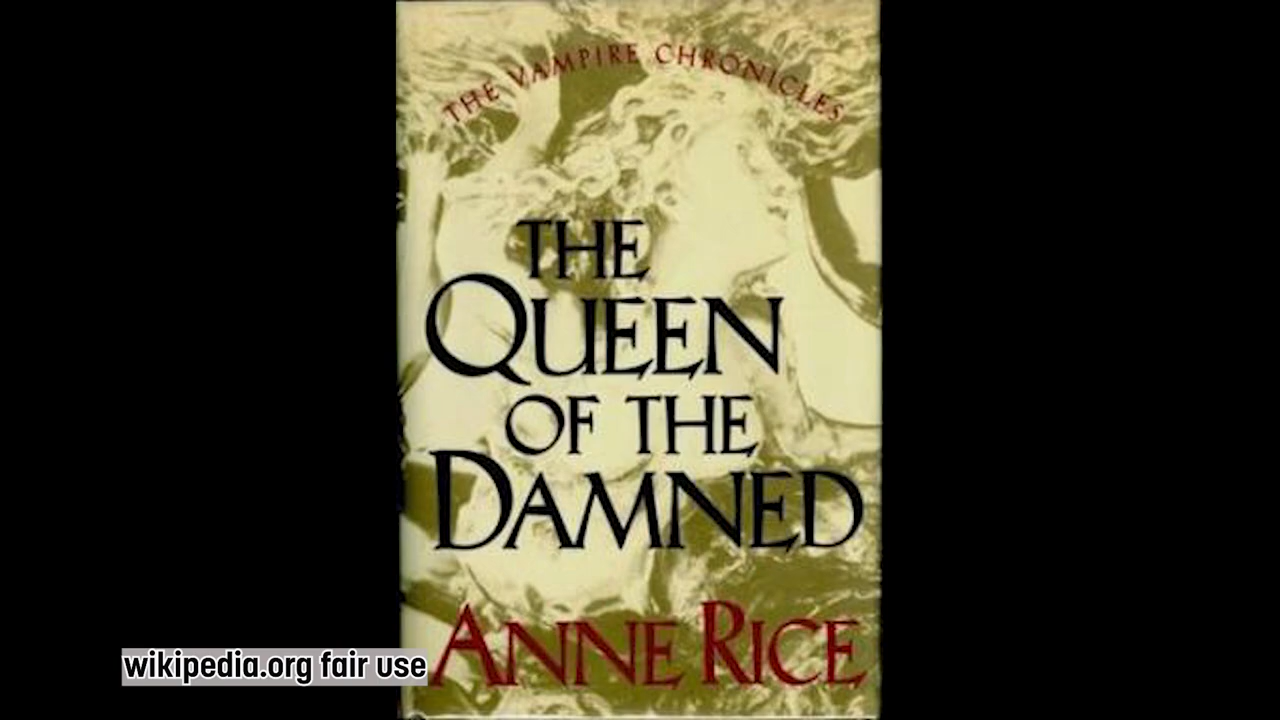 THE VAMPIRE CHRONICLES
THE
QUEEN
OF THE
DAMNED
ANNE RICE
wikipedia.org fair use